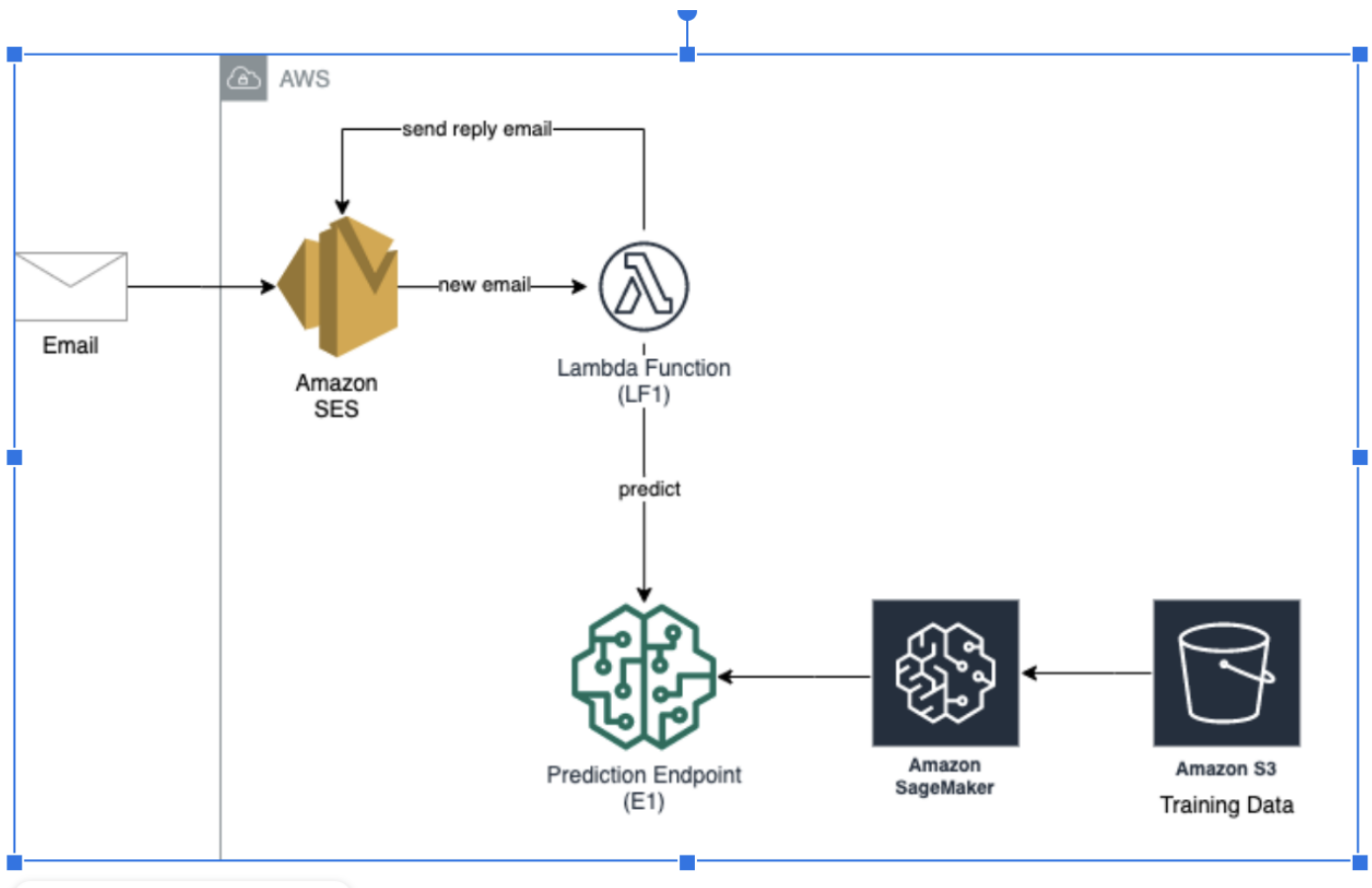 AWS
send reply email
new email
Email
Amazon
SES
Lambda Function
(LF1)
predict
Prediction Endpoint
(E1)
Amazon
SageMaker
Amazon S3
Training Data